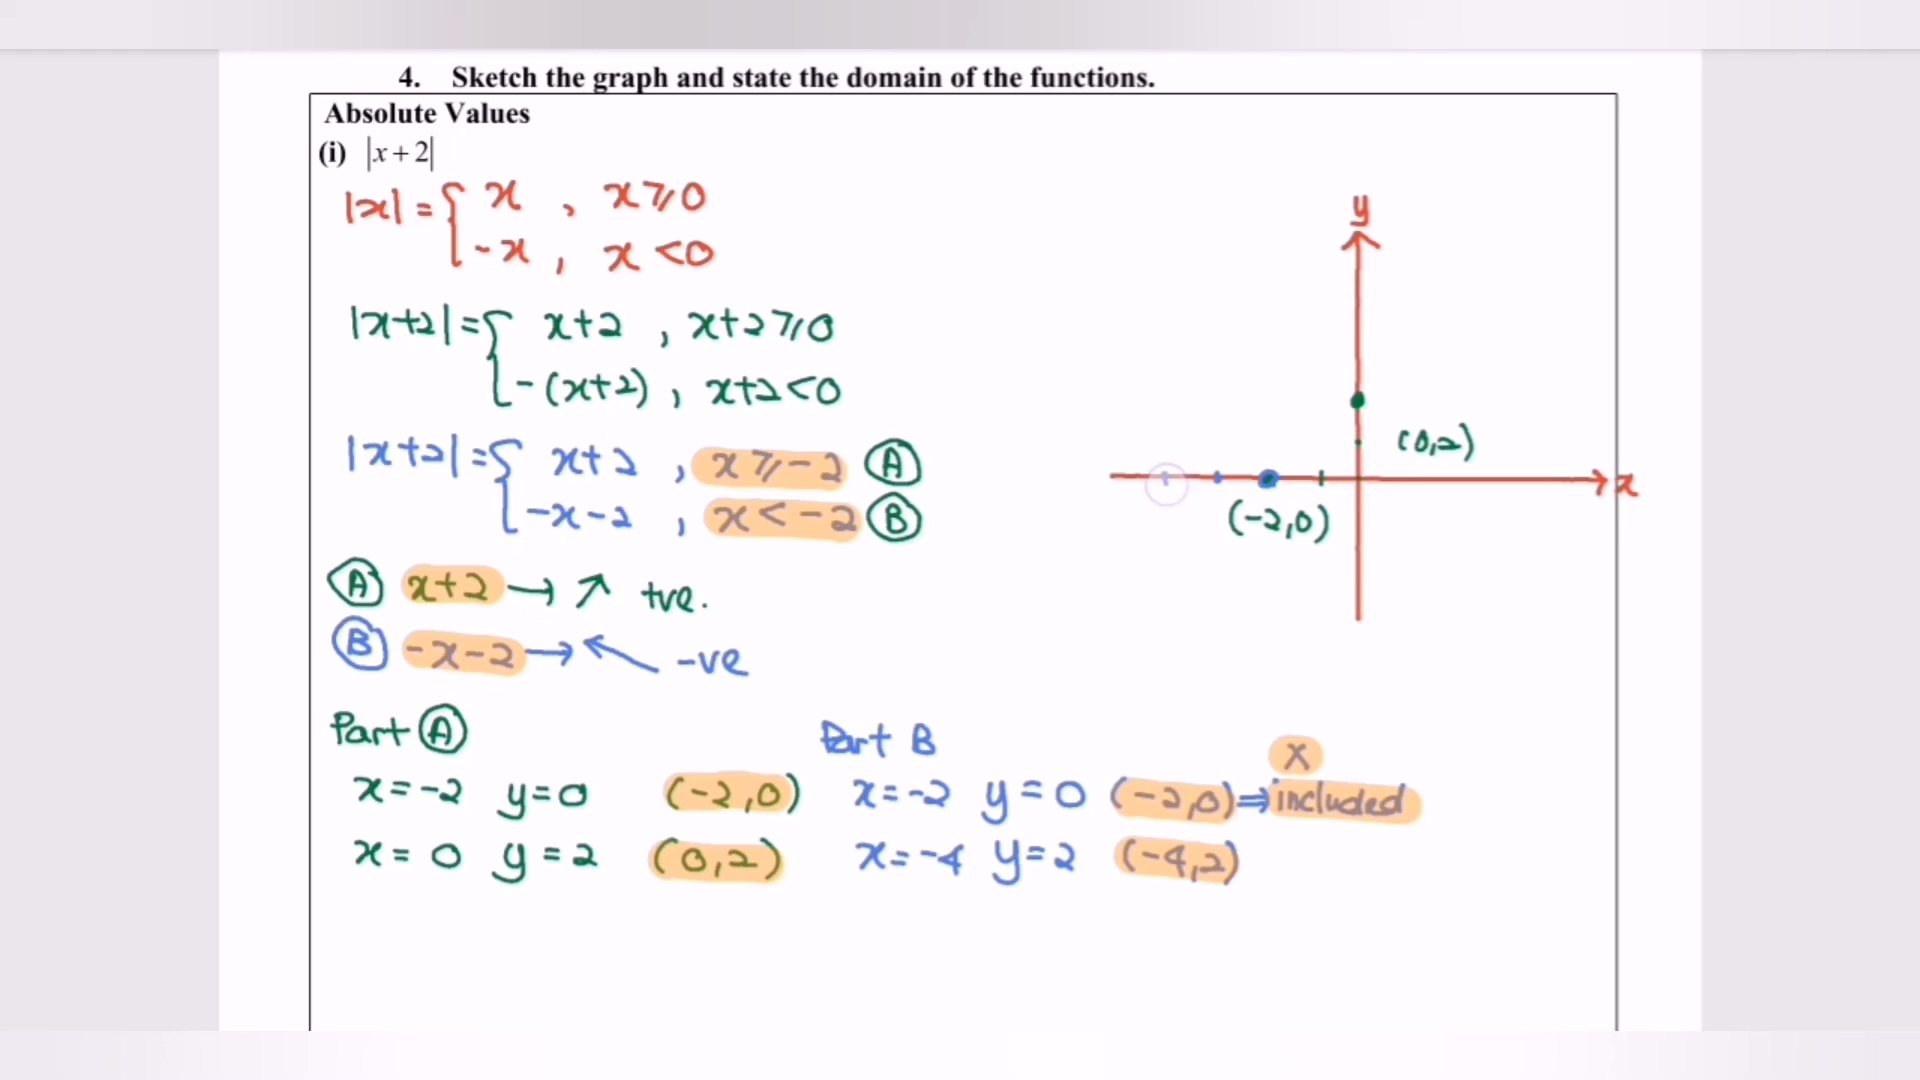 4. Sketch the graph and state the domain of the functions.
Absolute Values
(i) |x+2|
|x| = { x , x ⩾ 0
-x , x < 0
|x+2| = { x+2 , x+2 ⩾ 0
-(x+2) , x+2 < 0
|x+2| = { x+2 , x ⩾ -2 Ⓐ
-x-2 , x < -2 Ⓑ
Ⓐ x+2 → ↗ +ve.
Ⓑ -x-2 → ↖ -ve
y
x
(0,2)
(-2,0)
Part Ⓐ
x = -2 y = 0 (-2,0)
x = 0 y = 2 (0,2)
Part B
x
x = -2 y = 0 (-2,0) ⇒ included
x = -4 y = 2 (-4,2)